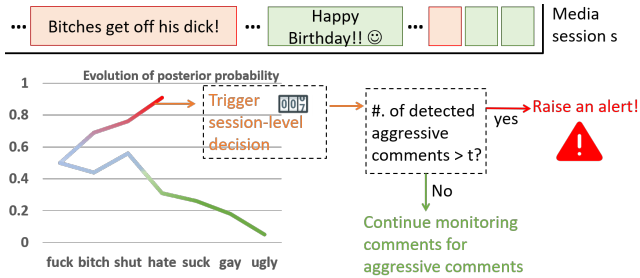 ... Bitches get off his dick! ... Happy Birthday!! ☺ ... Media session s
Evolution of posterior probability
1
0.8
0.6
0.4
0.2
0
fuck bitch shut hate suck gay ugly
Trigger
session-level
decision
#. of detected
aggressive
comments > t?
yes
Raise an alert!
No
Continue monitoring
comments for
aggressive comments